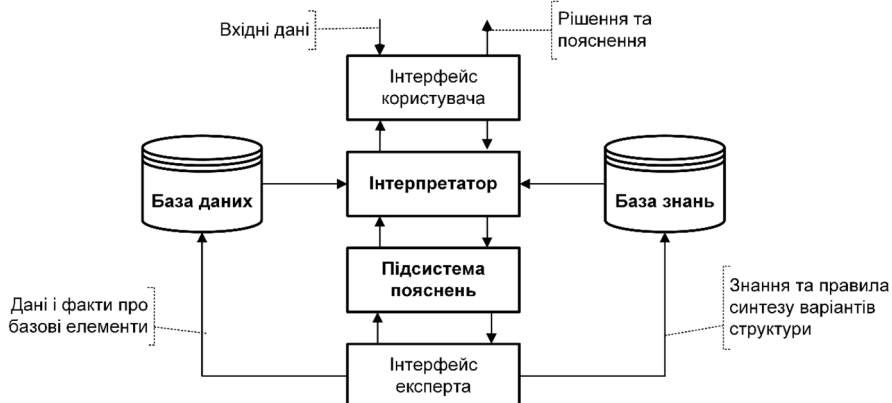 Вхідні дані
Рішення та
пояснення
Інтерфейс
користувача
База даних
Інтерпретатор
База знань
Підсистема
пояснень
Дані і факти про
базові елементи
Знання та правила
синтезу варіантів
структури
Інтерфейс
експерта